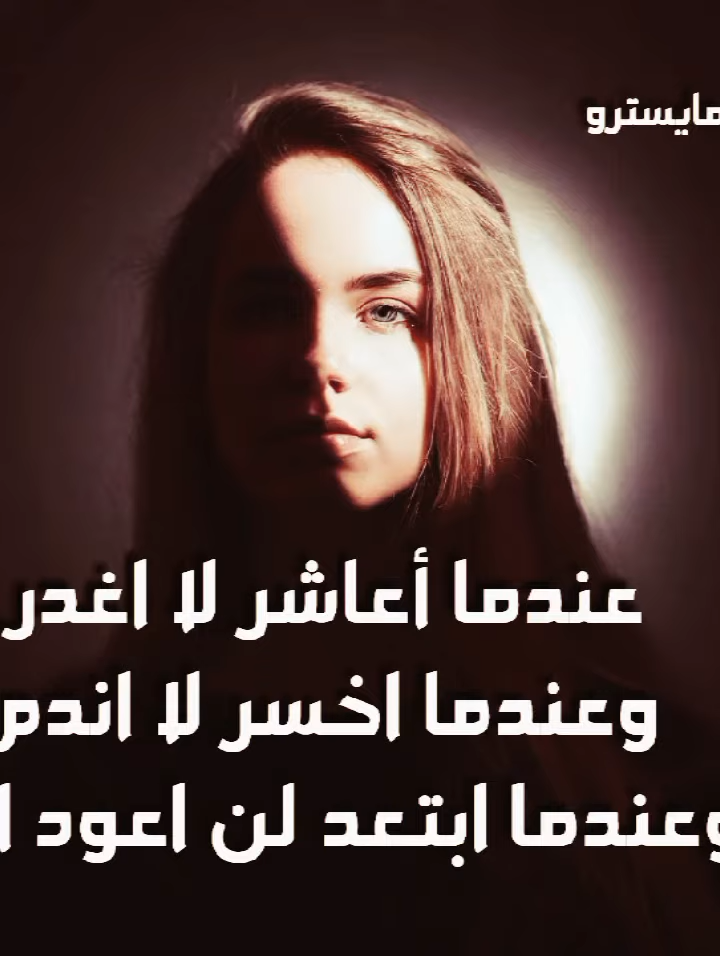 مايسترو
عندما أعاشر لا اغدر
وعندما اخسر لا اندم
وعندما ابتعد لن اعود